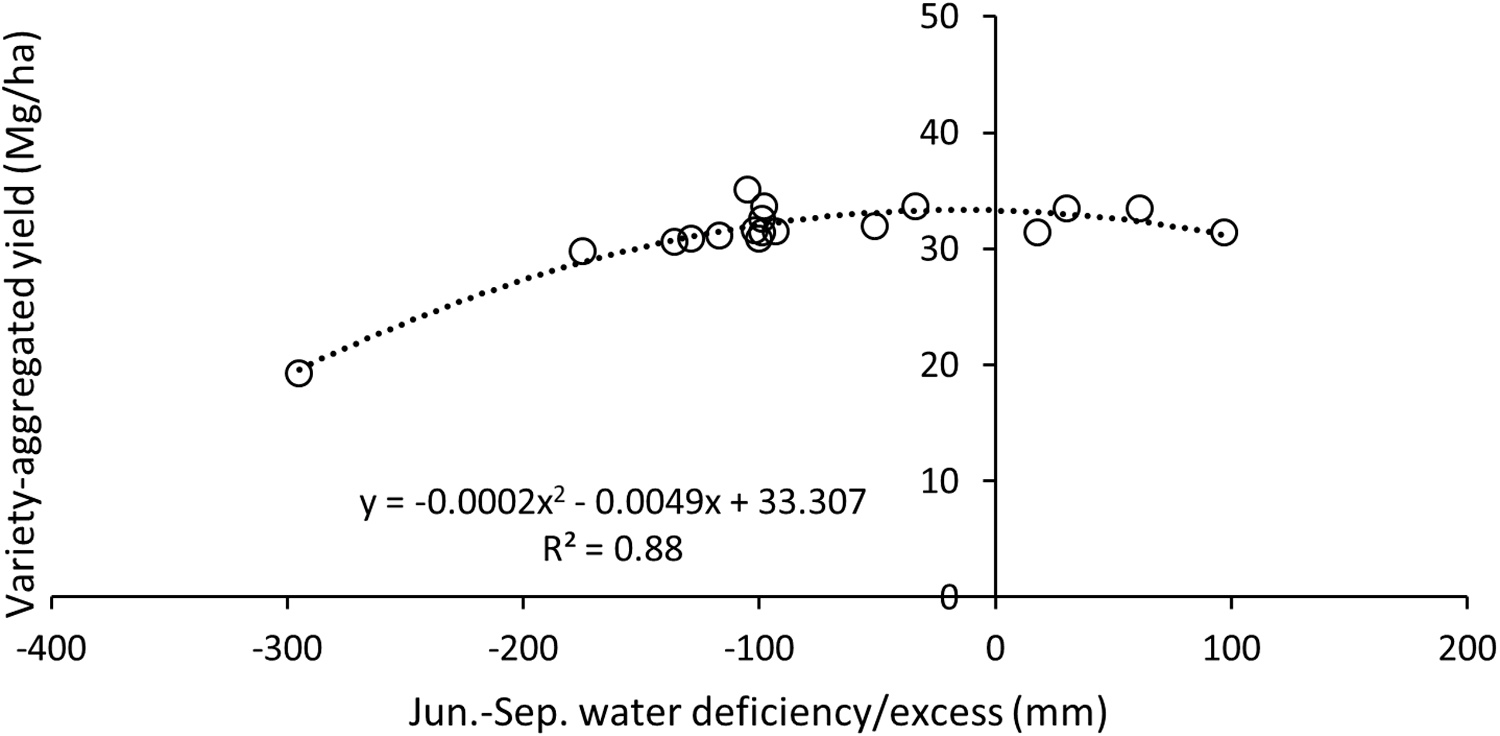 Variety-aggregated yield (Mg/ha)
50
40
30
20
10
0
y = -0.0002x² - 0.0049x + 33.307
R² = 0.88
-400 -300 -200 -100 0 100 200
Jun.-Sep. water deficiency/excess (mm)